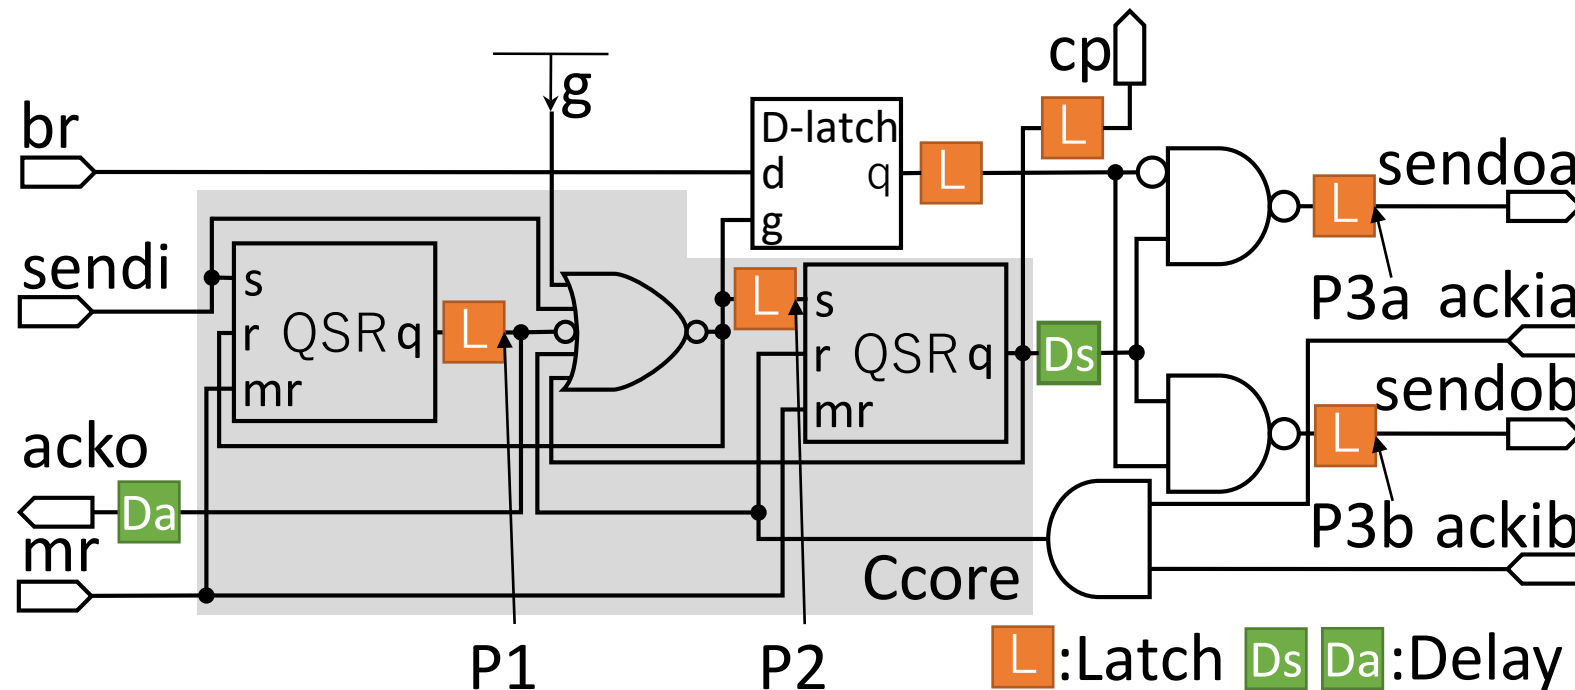 cp
g
br
D-latch
d
q
L
L
g
sendoa
L
sendi
s
r
QSR
q
mr
L
L
s
r
QSR
q
mr
Ds
P3a
ackia
sendob
L
acko
Da
mr
P3b
ackib
Ccore
P1
P2
L :Latch Ds Da :Delay